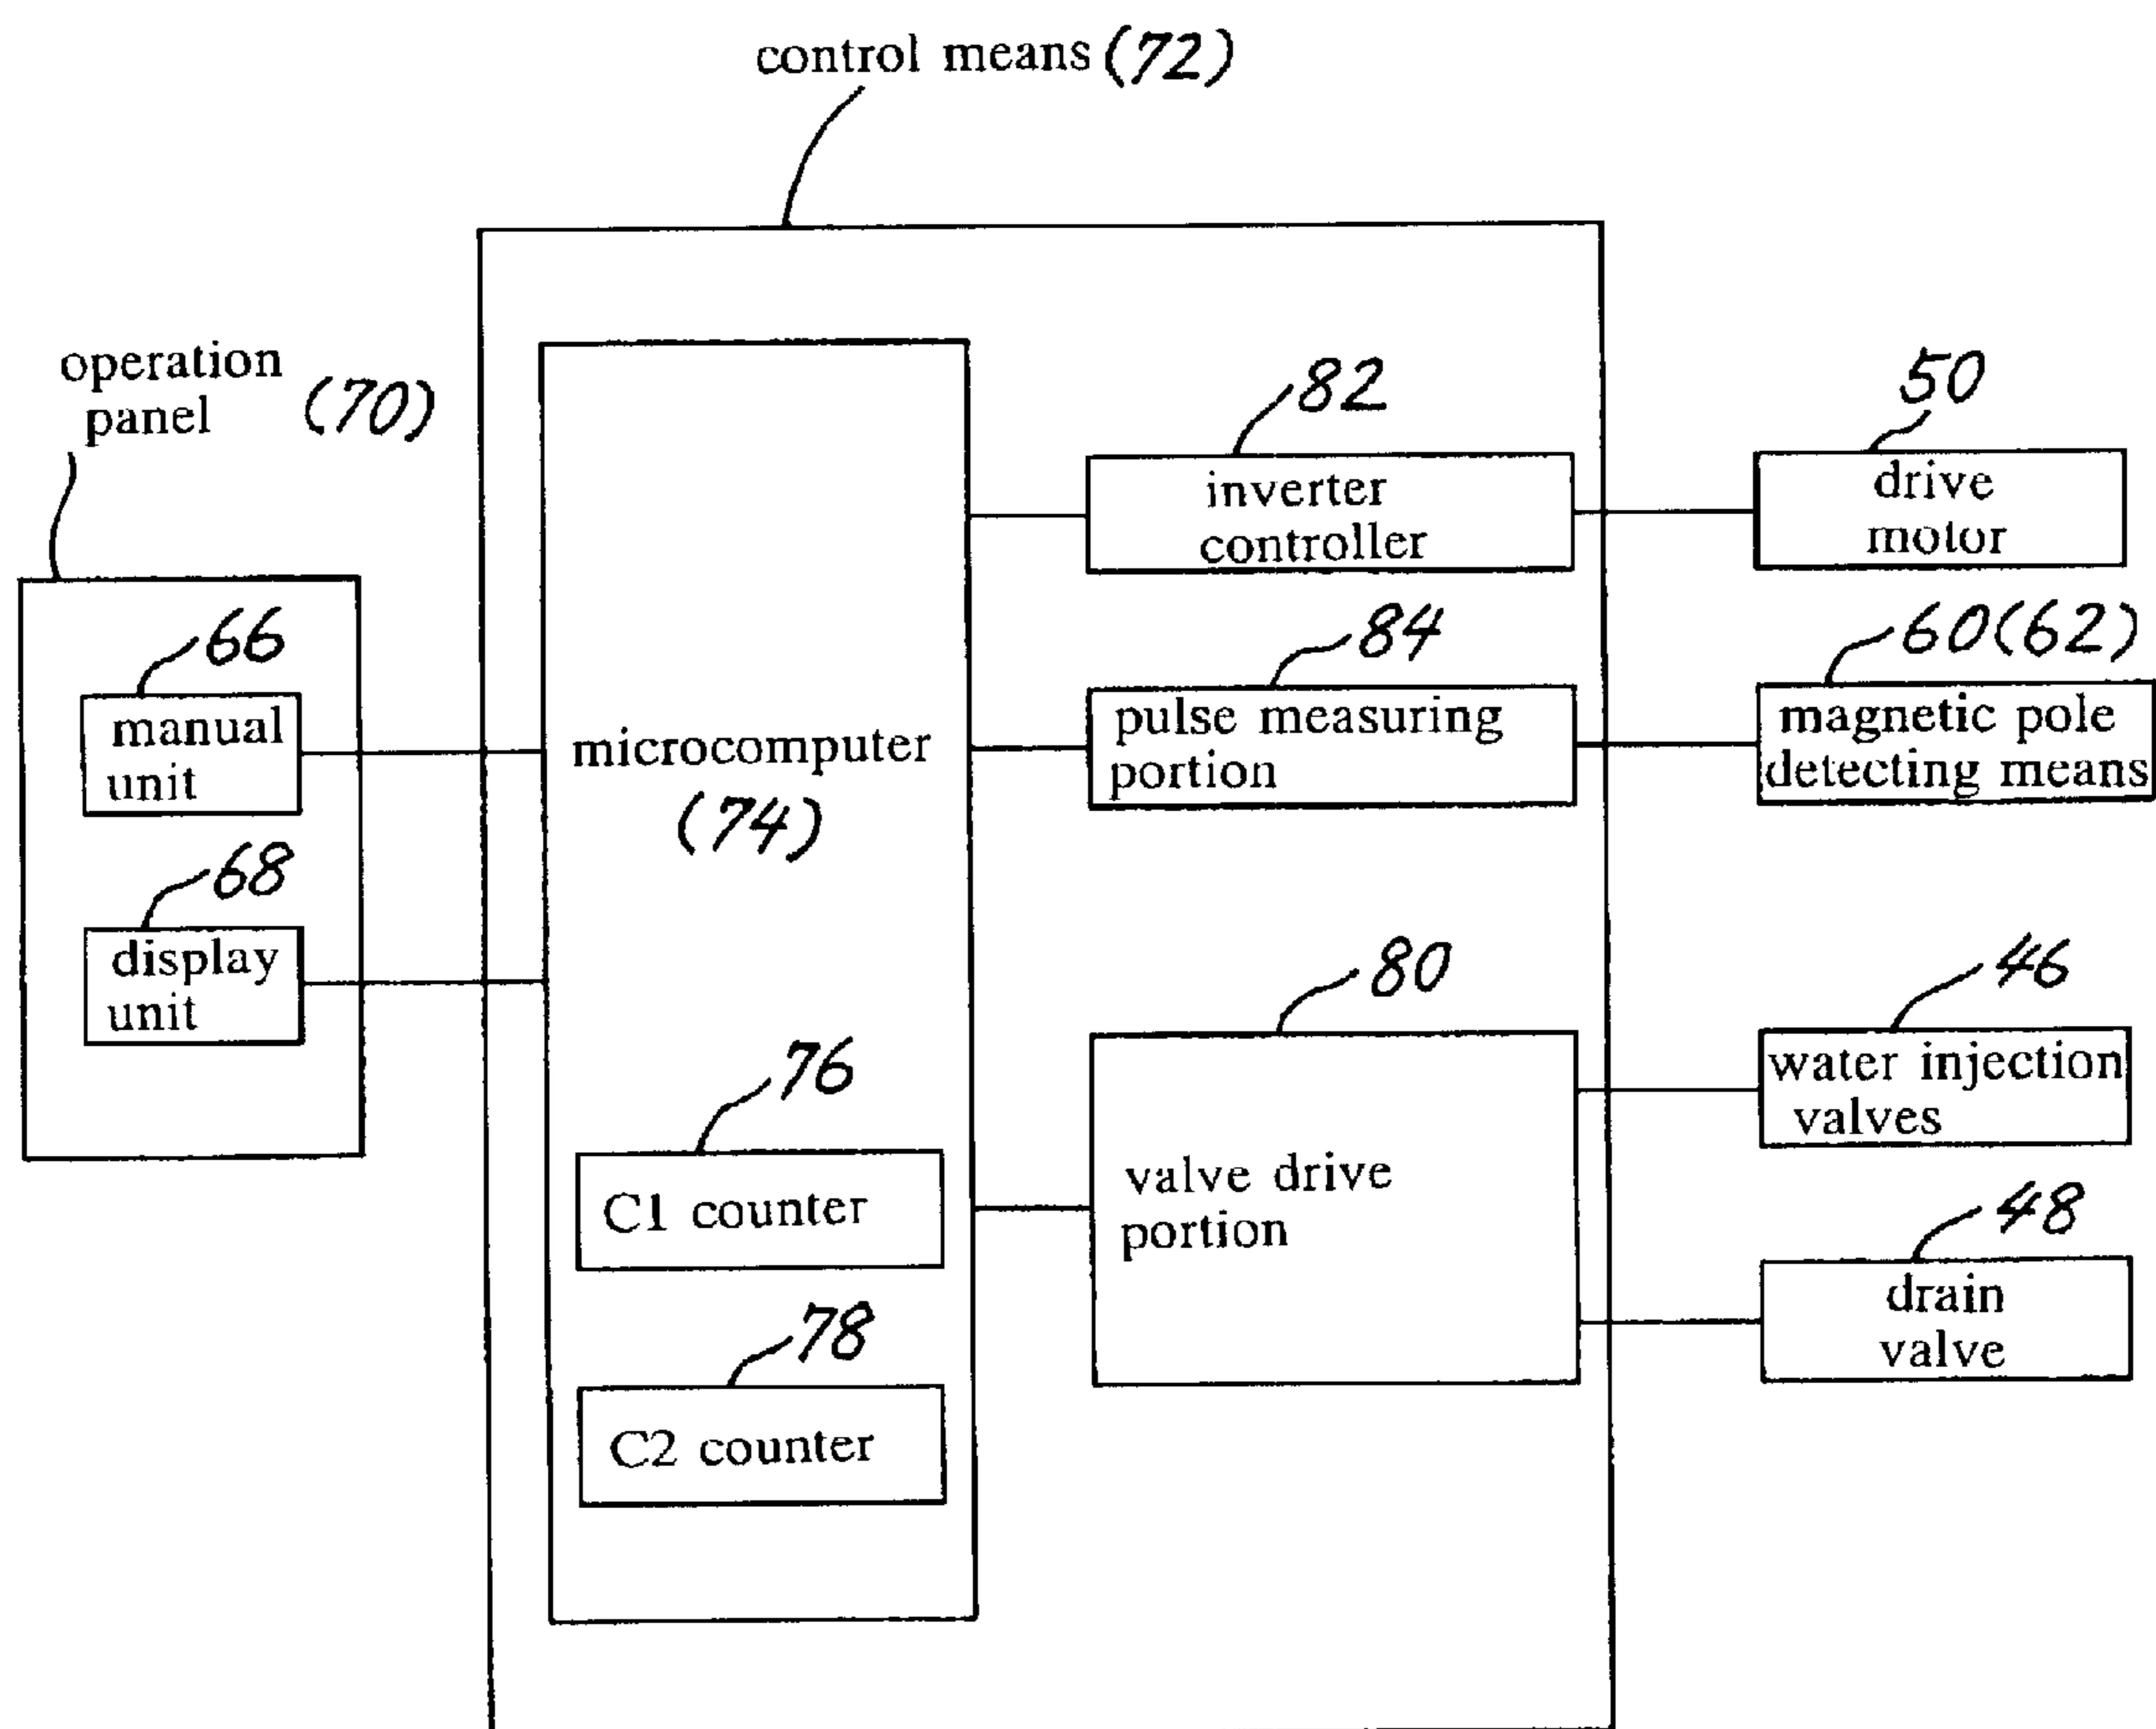 control means (72)
operation
panel (70)
66
manual
unit
68
display
unit
microcomputer
(74)
76
C1 counter
78
C2 counter
82
inverter
controller
84
pulse measuring
portion
80
valve drive
portion
50
drive
motor
60(62)
magnetic pole
detecting means
46
water injection
valves
48
drain
valve